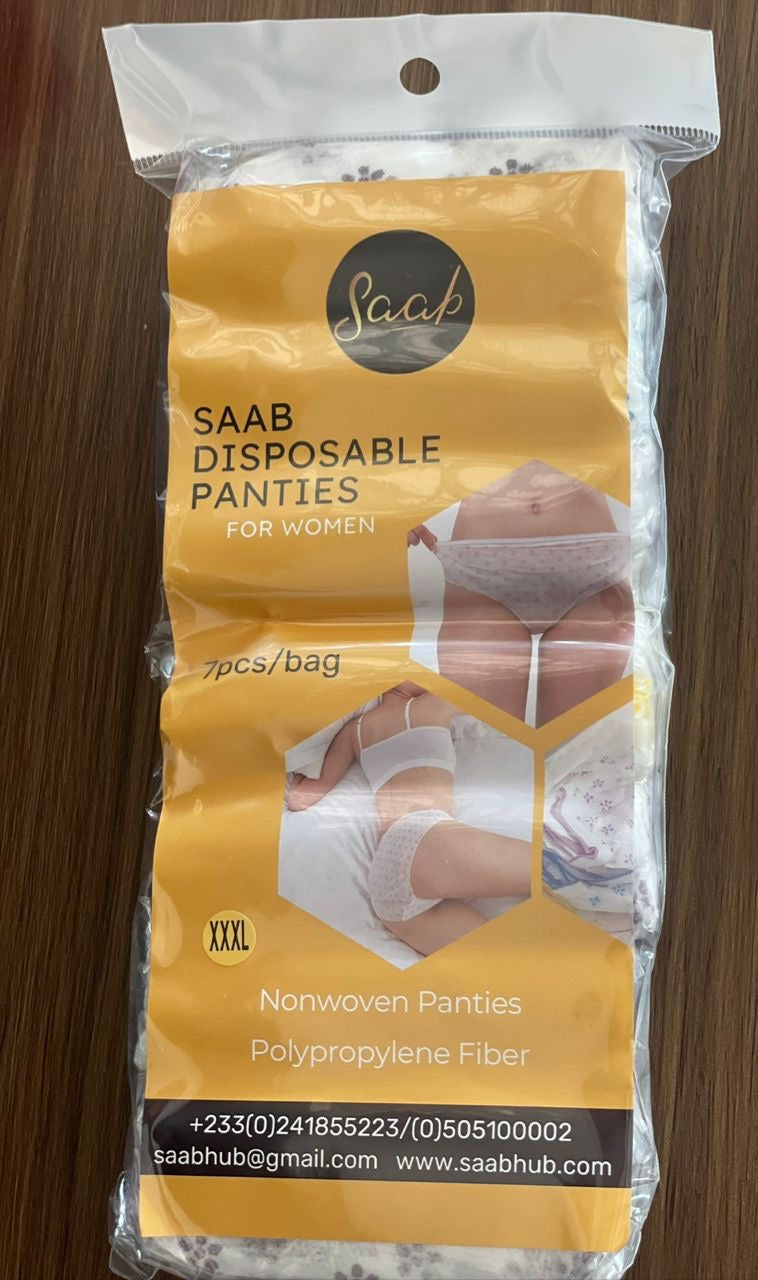 Saab
SAAB
DISPOSABLE
PANTIES
FOR WOMEN
7pcs/bag
XXXL
Nonwoven Panties
Polypropylene Fiber
+233(0)241855223/(0)505100002
saabhub@gmail.com www.saabhub.com